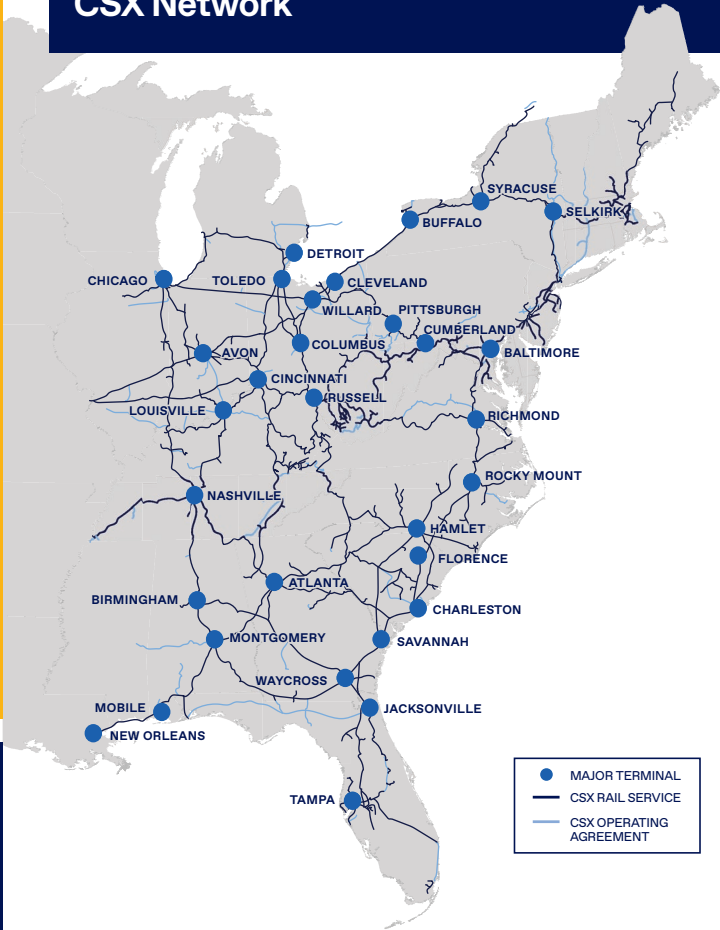 CSX Network
SYRACUSE
SELKIRK
BUFFALO
DETROIT
CHICAGO
TOLEDO
CLEVELAND
WILLARD
PITTSBURGH
CUMBERLAND
COLUMBUS
BALTIMORE
AVON
CINCINNATI
RUSSELL
LOUISVILLE
RICHMOND
ROCKY MOUNT
NASHVILLE
HAMLET
FLORENCE
ATLANTA
BIRMINGHAM
CHARLESTON
MONTGOMERY
SAVANNAH
WAYCROSS
MOBILE
JACKSONVILLE
NEW ORLEANS
TAMPA
MAJOR TERMINAL
CSX RAIL SERVICE
CSX OPERATING
AGREEMENT